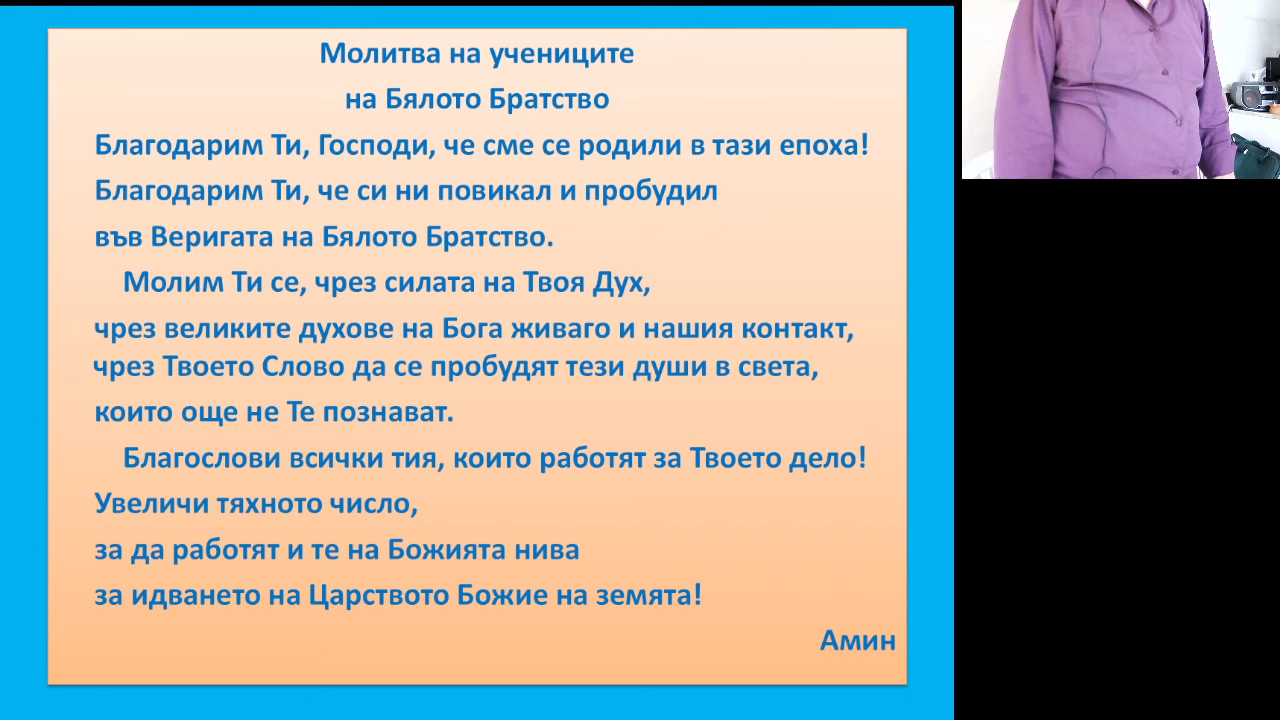 Молитва на учениците
на Бялото Братство
Благодарим Ти, Господи, че сме се родили в тази епоха!
Благодарим Ти, че си ни повикал и пробудил
във Веригата на Бялото Братство.
Молим Ти се, чрез силата на Твоя Дух,
чрез великите духове на Бога живаго и нашия контакт,
чрез Твоето Слово да се пробудят тези души в света,
които още не Те познават.
Благослови всички тия, които работят за Твоето дело!
Увеличи тяхното число,
за да работят и те на Божията нива
за идването на Царството Божие на земята!
Амин